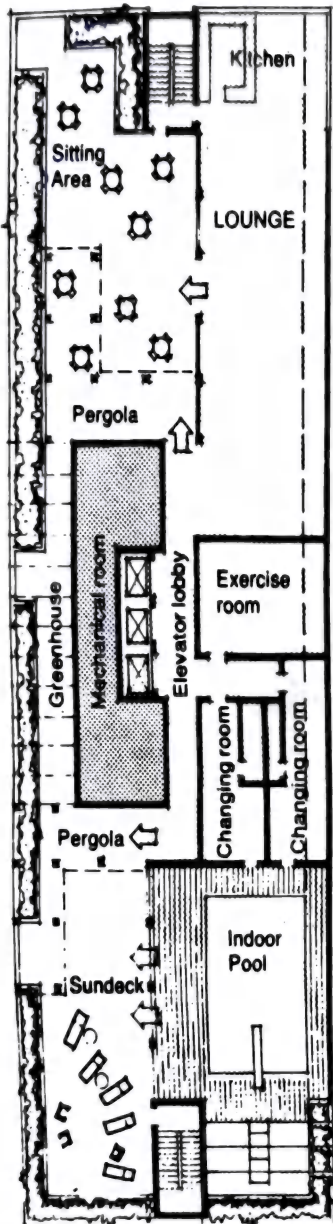 Kitchen
Sitting
Area
LOUNGE
Pergola
Greenhouse
Mechanical room
Elevator lobby
Exercise
room
Changing room
Changing room
Pergola
Indoor
Pool
Sundeck